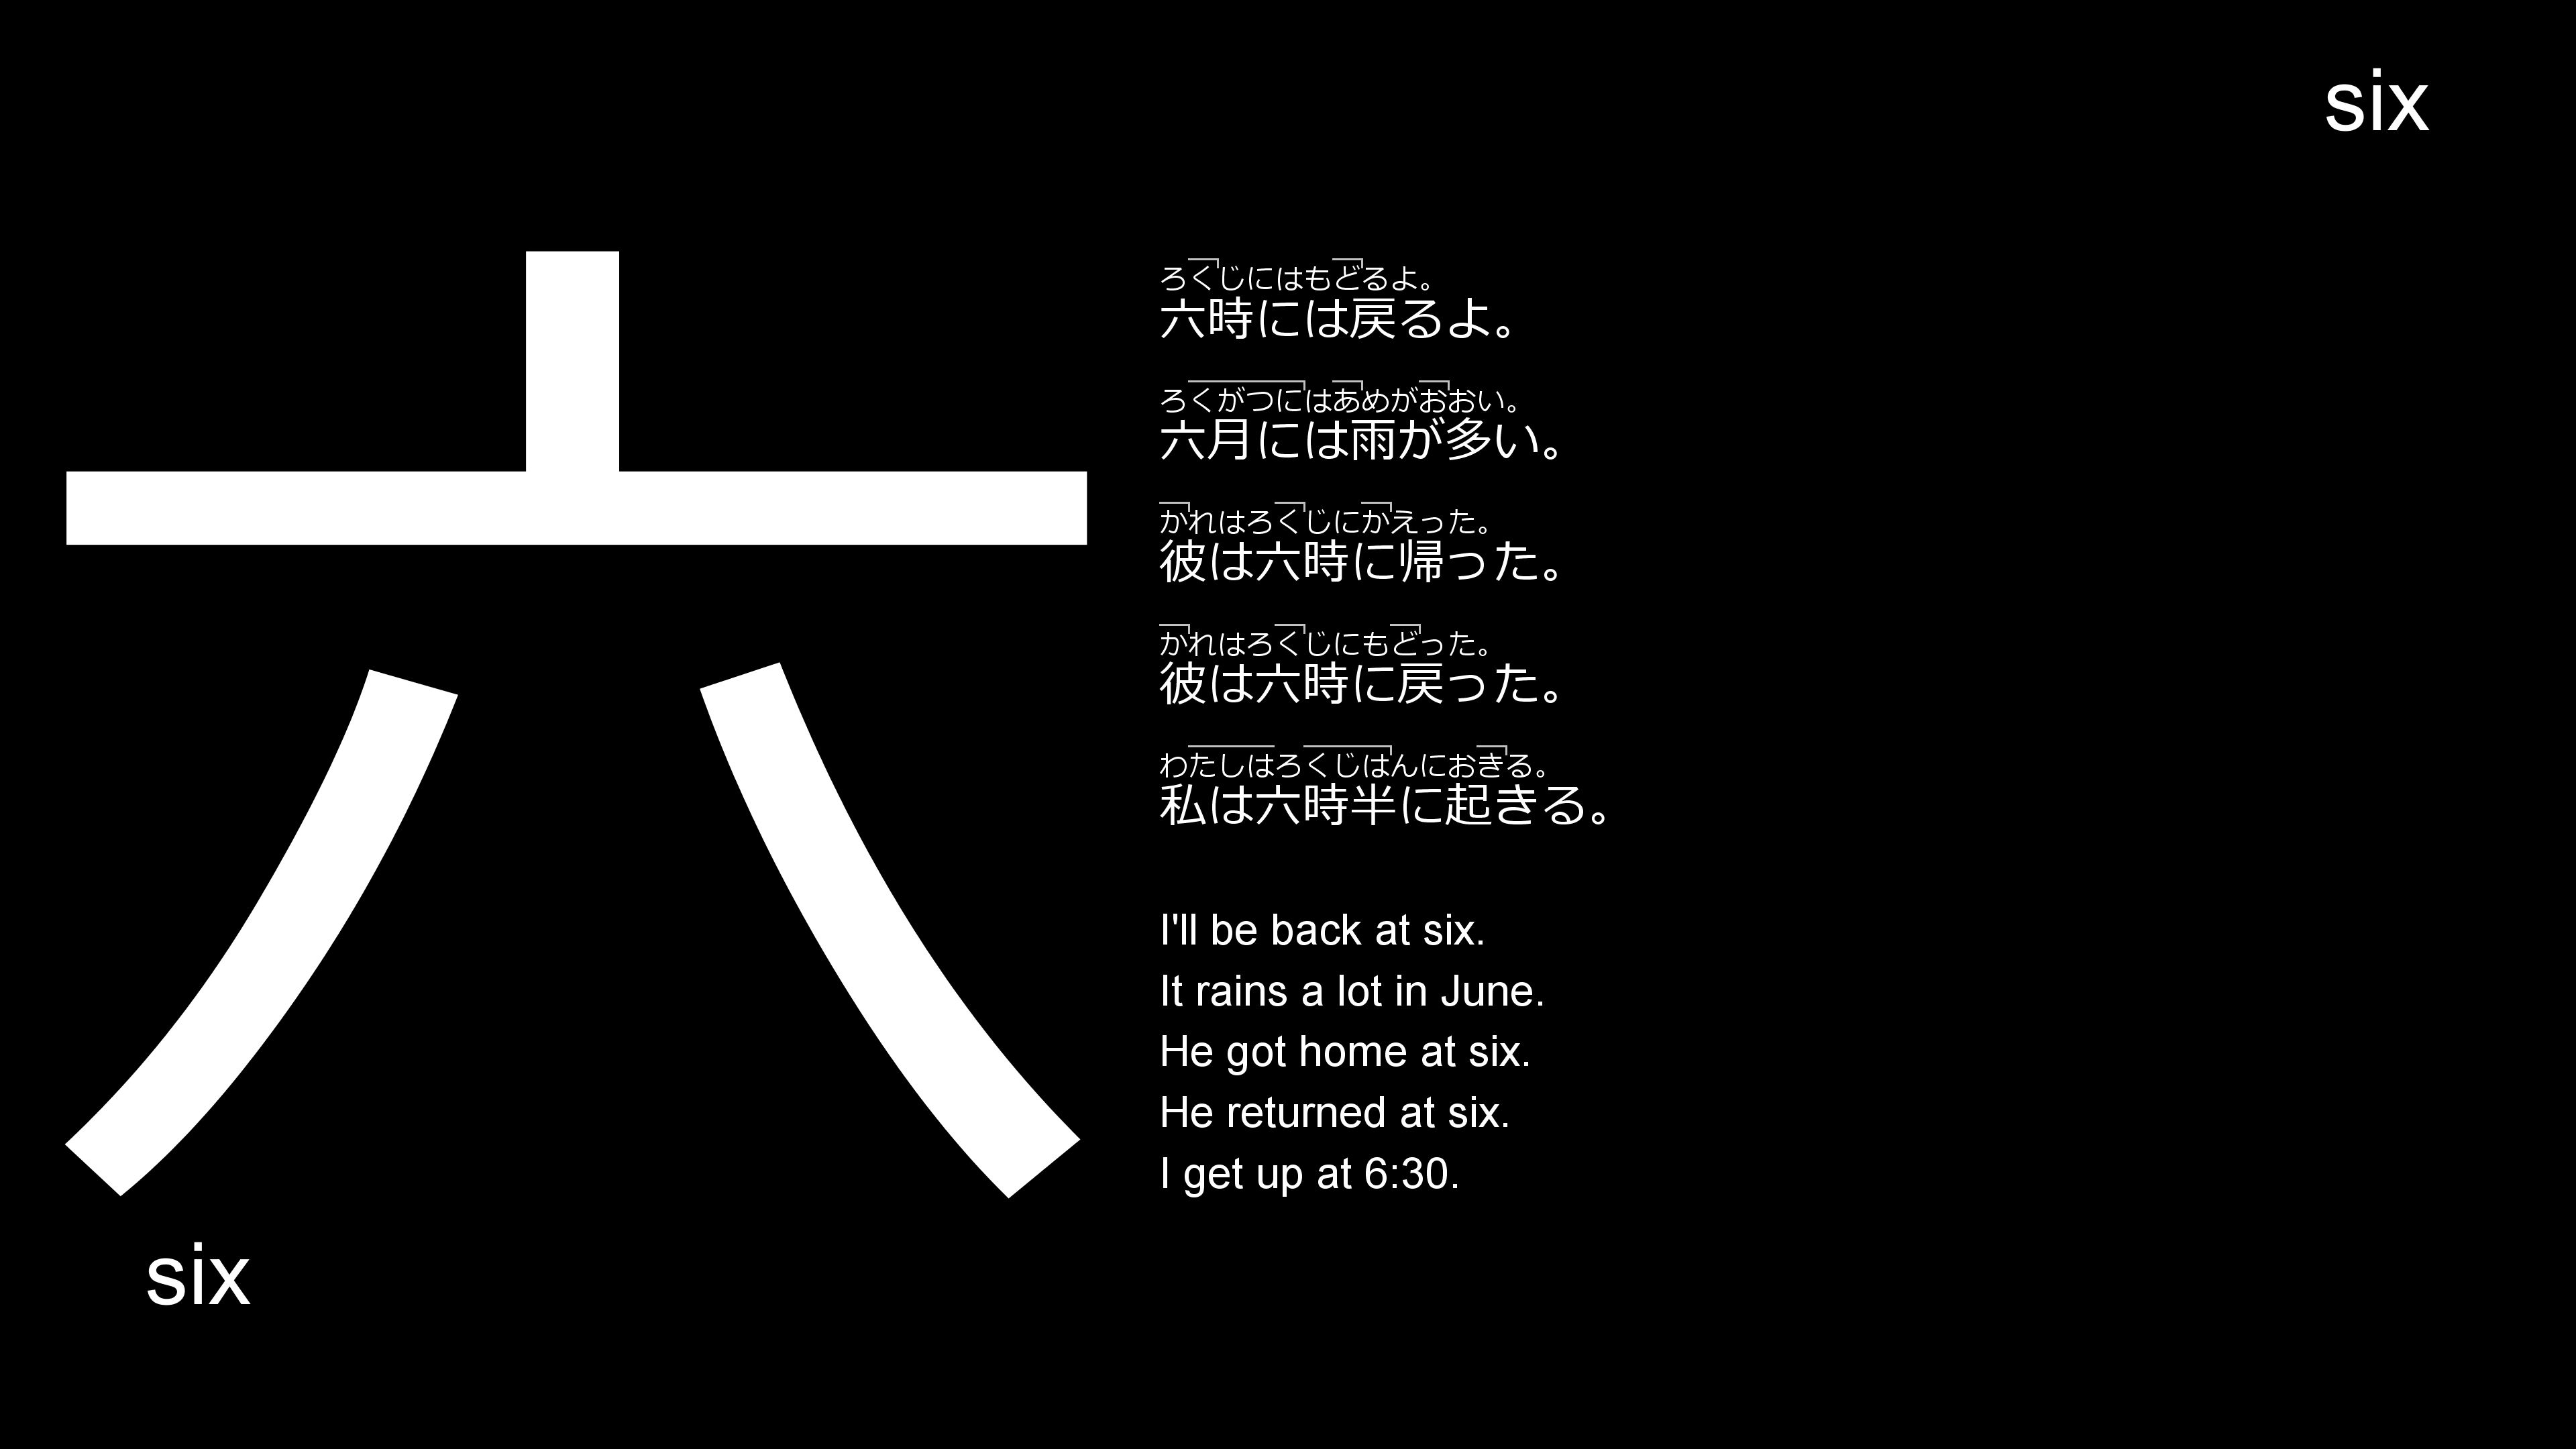 six
六
ろくじにはもどるよ。
六時には戻るよ。
ろくがつにはあめがおおい。
六月には雨が多い。
かれはろくじにかえった。
彼は六時に帰った。
かれはろくじにもどった。
彼は六時に戻った。
わたしはろくじはんにおきる。
私は六時半に起きる。
I'll be back at six.
It rains a lot in June.
He got home at six.
He returned at six.
I get up at 6:30.
six